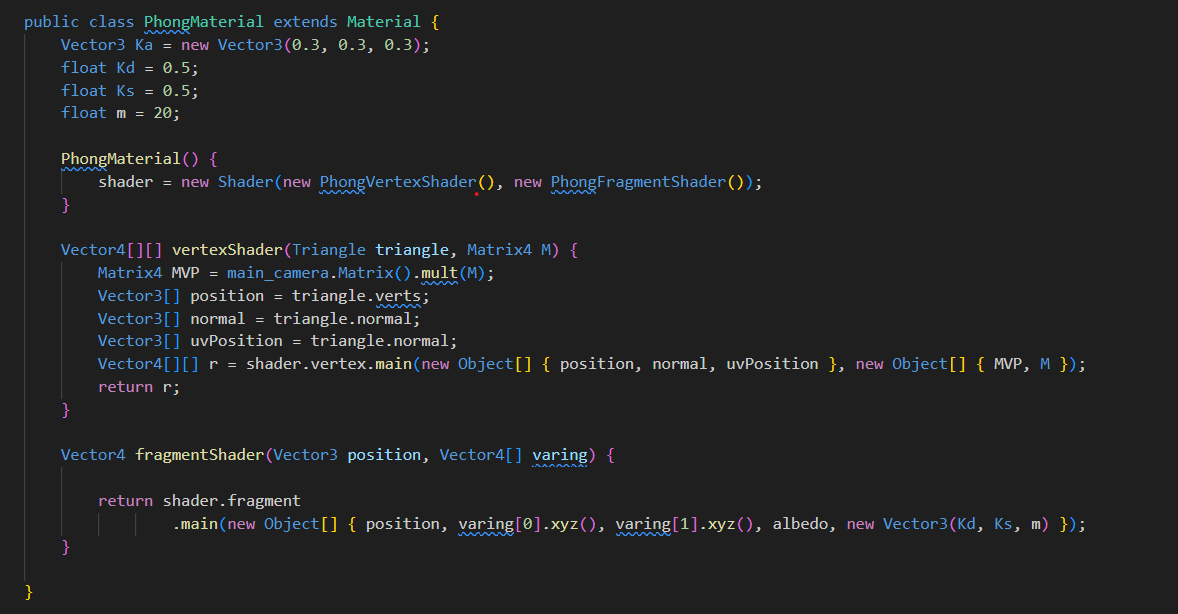 public class PhongMaterial extends Material {
    Vector3 Ka = new Vector3(0.3, 0.3, 0.3);
    float Kd = 0.5;
    float Ks = 0.5;
    float m = 20;

    PhongMaterial() {
        shader = new Shader(new PhongVertexShader(), new PhongFragmentShader());
    }

    Vector4[][] vertexShader(Triangle triangle, Matrix4 M) {
        Matrix4 MVP = main_camera.Matrix().mult(M);
        Vector3[] position = triangle.verts;
        Vector3[] normal = triangle.normal;
        Vector3[] uvPosition = triangle.normal;
        Vector4[][] r = shader.vertex.main(new Object[] { position, normal, uvPosition }, new Object[] { MVP, M });
        return r;
    }

    Vector4 fragmentShader(Vector3 position, Vector4[] varing) {

        return shader.fragment
                .main(new Object[] { position, varing[0].xyz(), varing[1].xyz(), albedo, new Vector3(Kd, Ks, m) });
    }

}